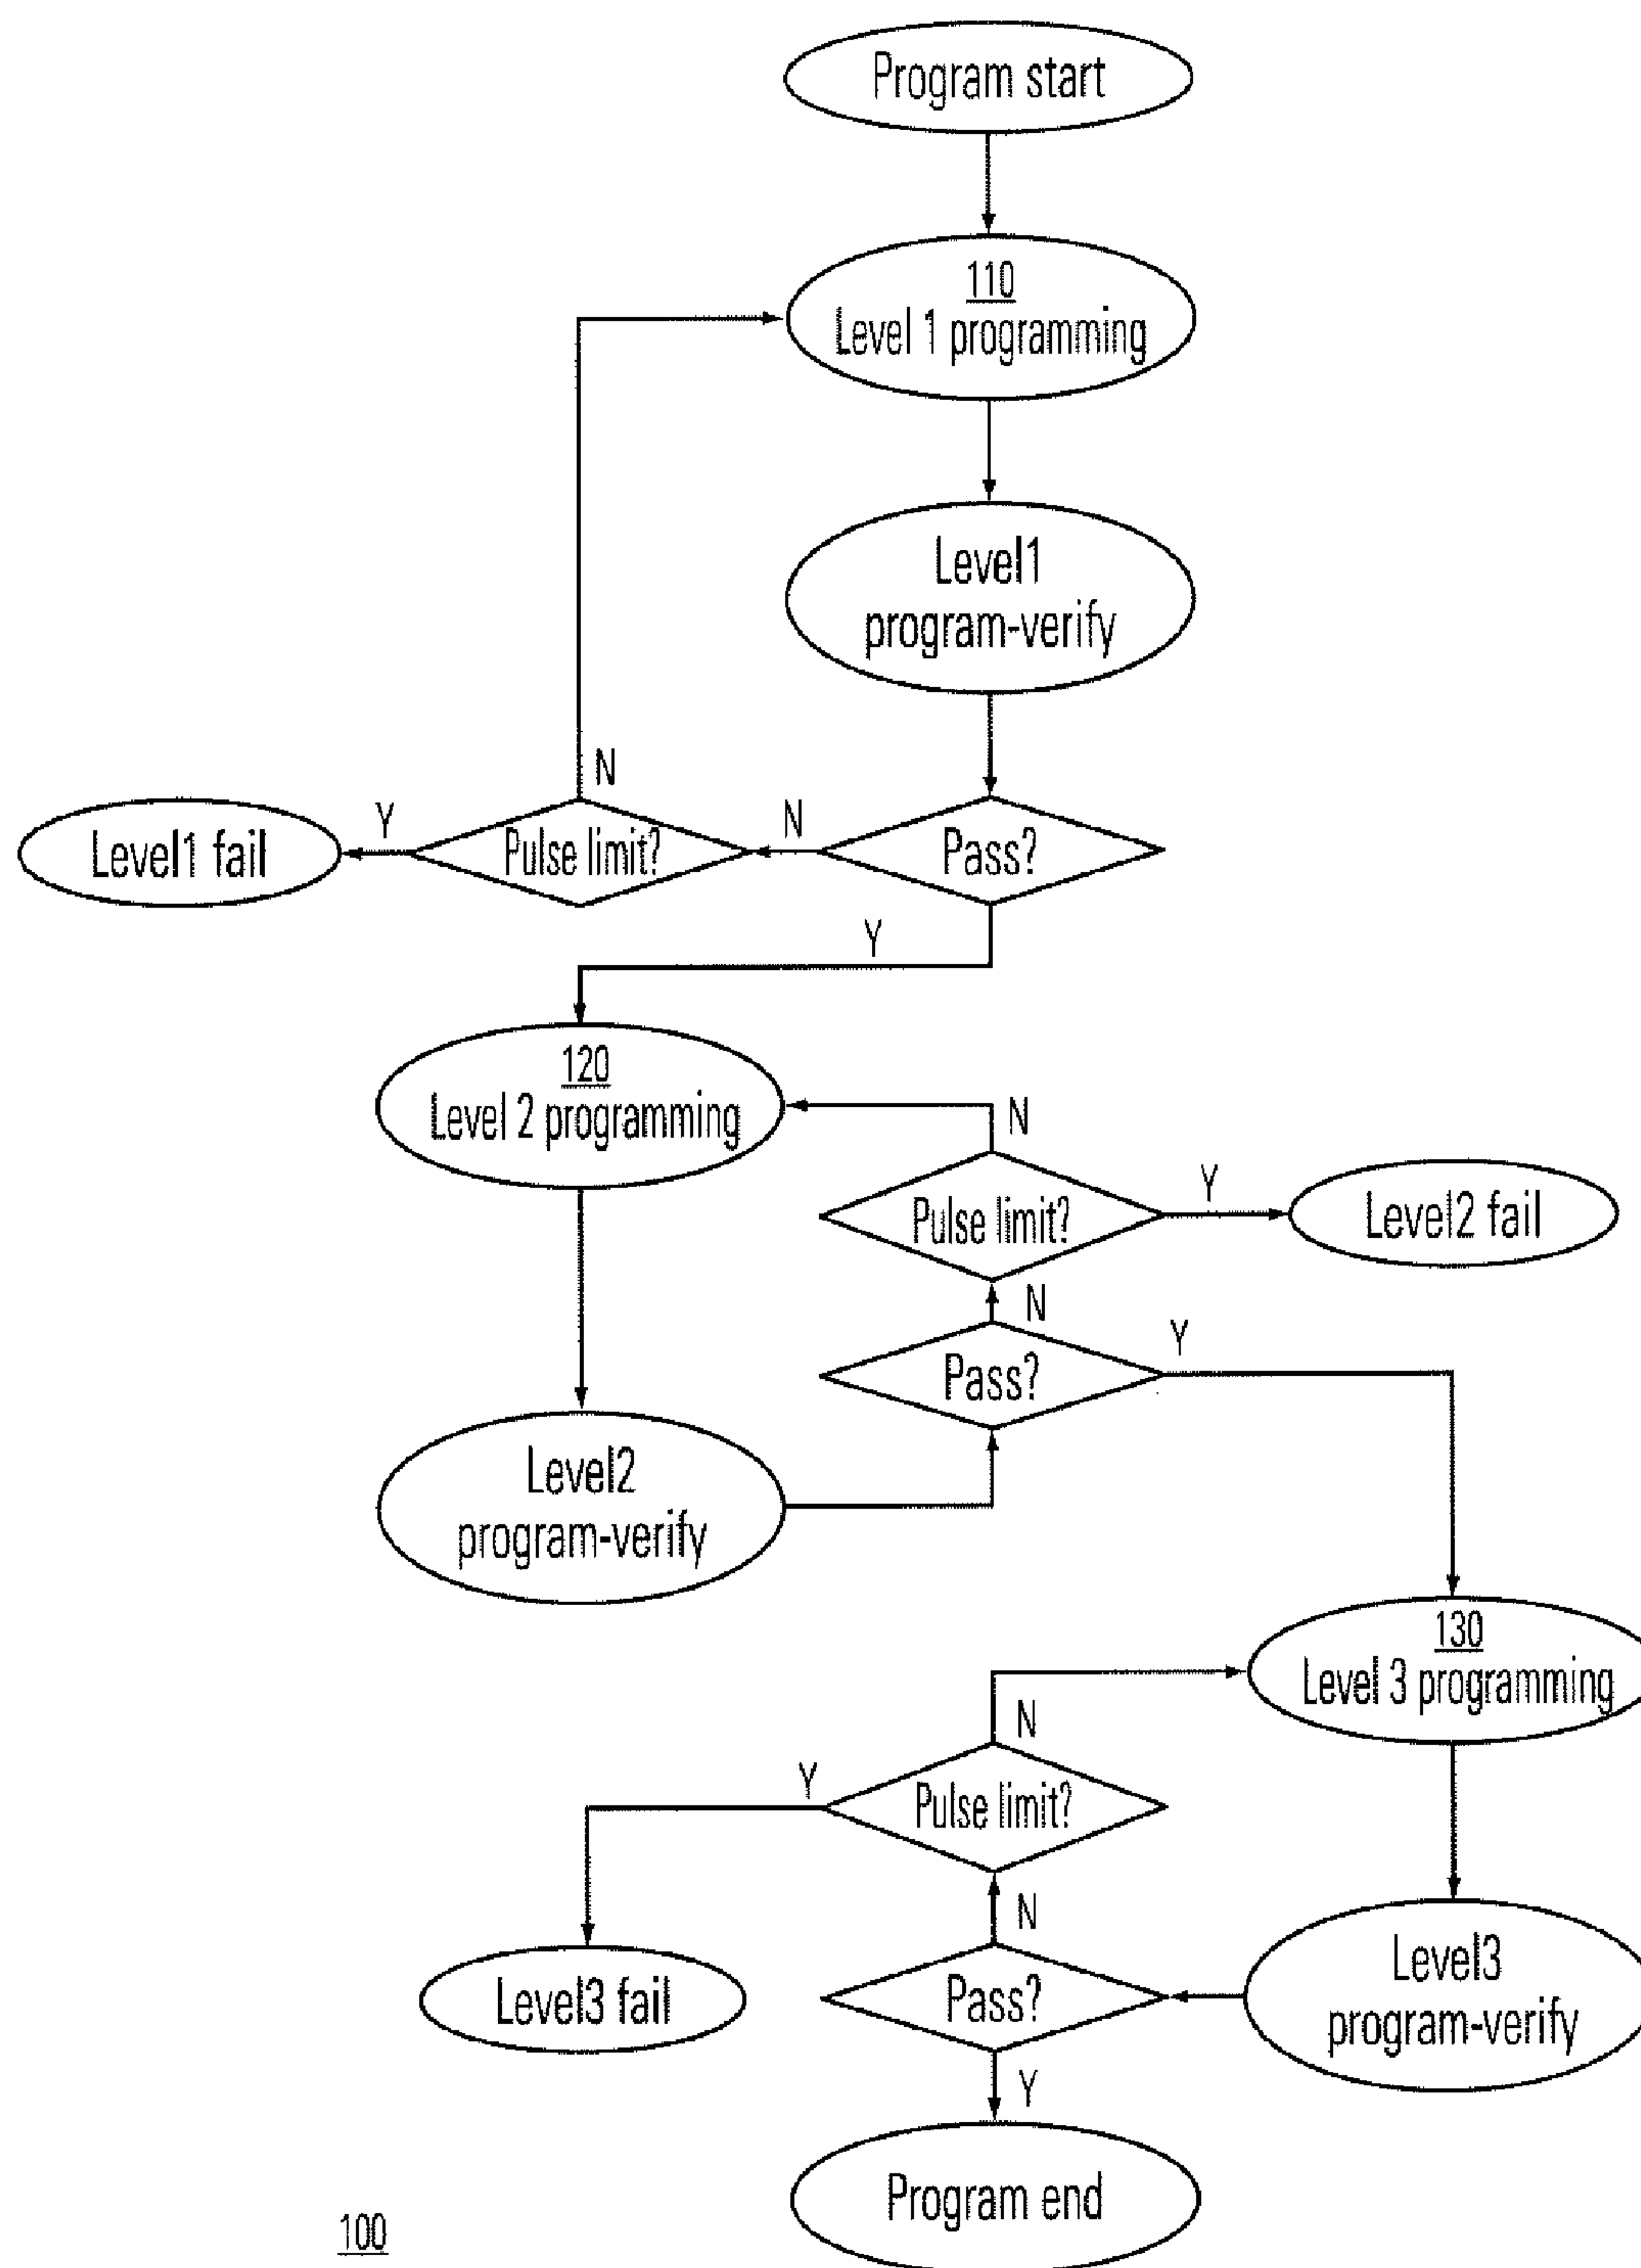 Program start
110
Level 1 programming
Level1
program-verify
N
Y
N
Level1 fail
Pulse limit?
Pass?
Y
120
Level 2 programming
N
Y
Pulse limit?
Level2 fail
N
Y
Pass?
Level2
program-verify
130
Level 3 programming
N
Y
Pulse limit?
N
Level3
program-verify
Level3 fail
Pass?
Y
Program end
100